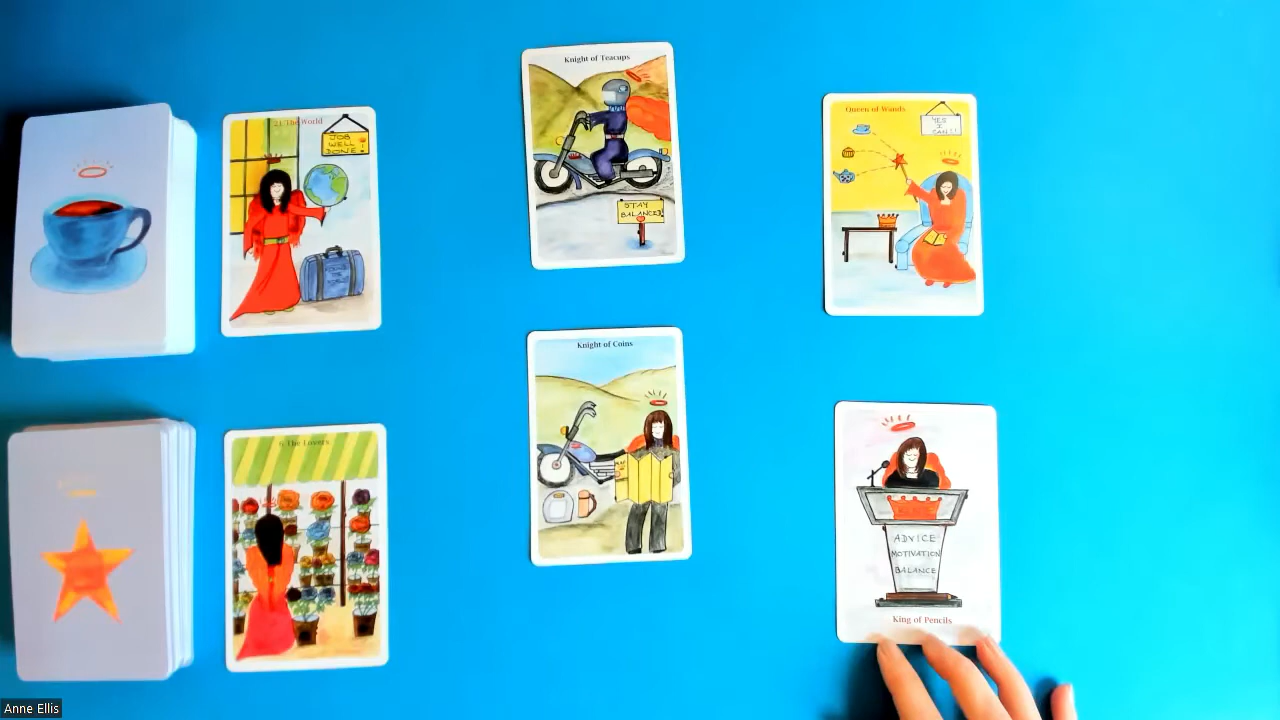 21 The World
JOB
WELL
DONE!
Knight of Teacups
STAY
BALANCED!
Queen of Wands
YES
I
CAN!!
6 The Lovers
Knight of Coins
ADVICE
MOTIVATION
BALANCE
King of Pencils
Anne Ellis